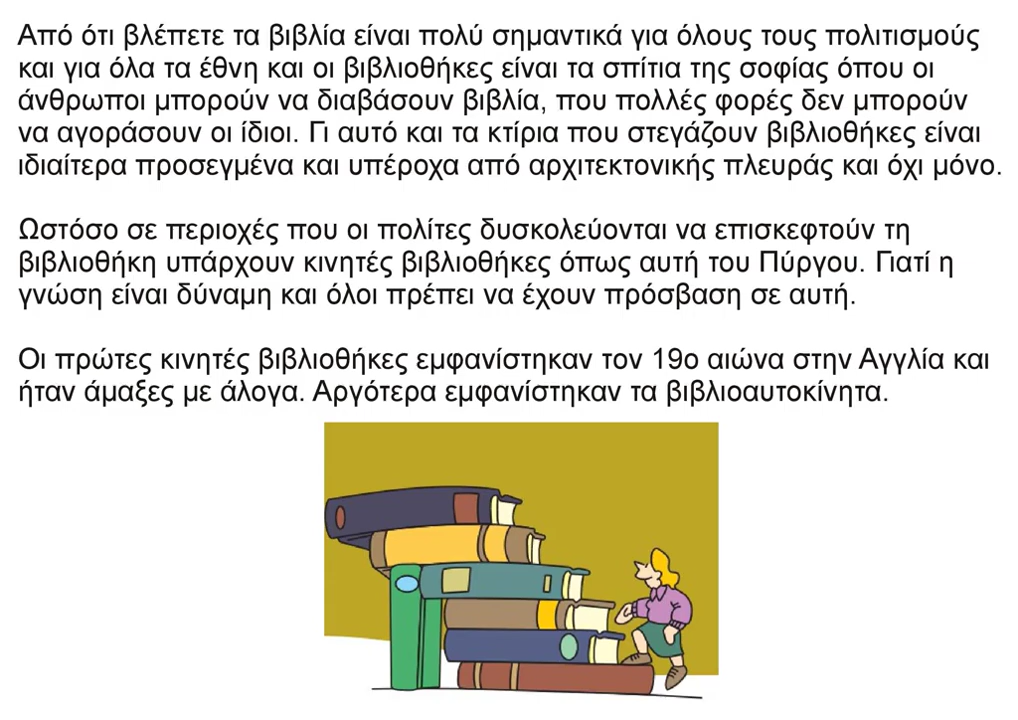 Από ότι βλέπετε τα βιβλία είναι πολύ σημαντικά για όλους τους πολιτισμούς
και για όλα τα έθνη και οι βιβλιοθήκες είναι τα σπίτια της σοφίας όπου οι
άνθρωποι μπορούν να διαβάσουν βιβλία, που πολλές φορές δεν μπορούν
να αγοράσουν οι ίδιοι. Γι αυτό και τα κτίρια που στεγάζουν βιβλιοθήκες είναι
ιδιαίτερα προσεγμένα και υπέροχα από αρχιτεκτονικής πλευράς και όχι μόνο.
Ωστόσο σε περιοχές που οι πολίτες δυσκολεύονται να επισκεφτούν τη
βιβλιοθήκη υπάρχουν κινητές βιβλιοθήκες όπως αυτή του Πύργου. Γιατί η
γνώση είναι δύναμη και όλοι πρέπει να έχουν πρόσβαση σε αυτή.
Οι πρώτες κινητές βιβλιοθήκες εμφανίστηκαν τον 19ο αιώνα στην Αγγλία και
ήταν άμαξες με άλογα. Αργότερα εμφανίστηκαν τα βιβλιοαυτοκίνητα.